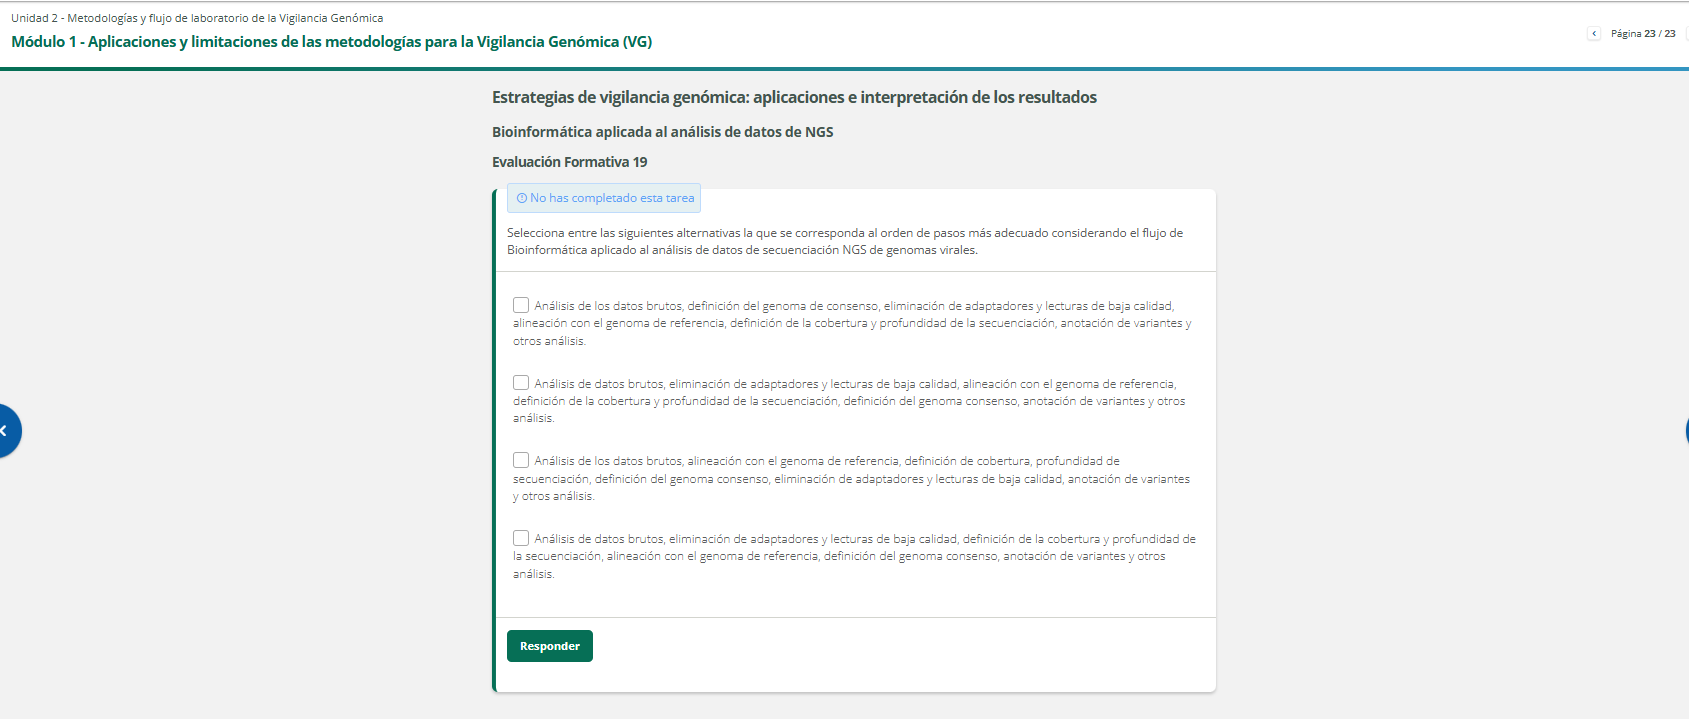 Unidad 2 - Metodologías y flujo de laboratorio de la Vigilancia Genómica
Módulo 1 - Aplicaciones y limitaciones de las metodologías para la Vigilancia Genómica (VG)
Página 23 / 23
Estrategias de vigilancia genómica: aplicaciones e interpretación de los resultados
Bioinformática aplicada al análisis de datos de NGS
Evaluación Formativa 19
No has completado esta tarea
Selecciona entre las siguientes alternativas la que se corresponda al orden de pasos más adecuado considerando el flujo de
Bioinformática aplicado al análisis de datos de secuenciación NGS de genomas virales.
Análisis de los datos brutos, definición del genoma de consenso, eliminación de adaptadores y lecturas de baja calidad,
alineación con el genoma de referencia, definición de la cobertura y profundidad de la secuenciación, anotación de variantes y
otros análisis.
Análisis de datos brutos, eliminación de adaptadores y lecturas de baja calidad, alineación con el genoma de referencia,
definición de la cobertura y profundidad de la secuenciación, definición del genoma consenso, anotación de variantes y otros
análisis.
Análisis de los datos brutos, alineación con el genoma de referencia, definición de cobertura, profundidad de
secuenciación, definición del genoma consenso, eliminación de adaptadores y lecturas de baja calidad, anotación de variantes
y otros análisis.
Análisis de datos brutos, eliminación de adaptadores y lecturas de baja calidad, definición de la cobertura y profundidad de
la secuenciación, alineación con el genoma de referencia, definición del genoma consenso, anotación de variantes y otros
análisis.
Responder